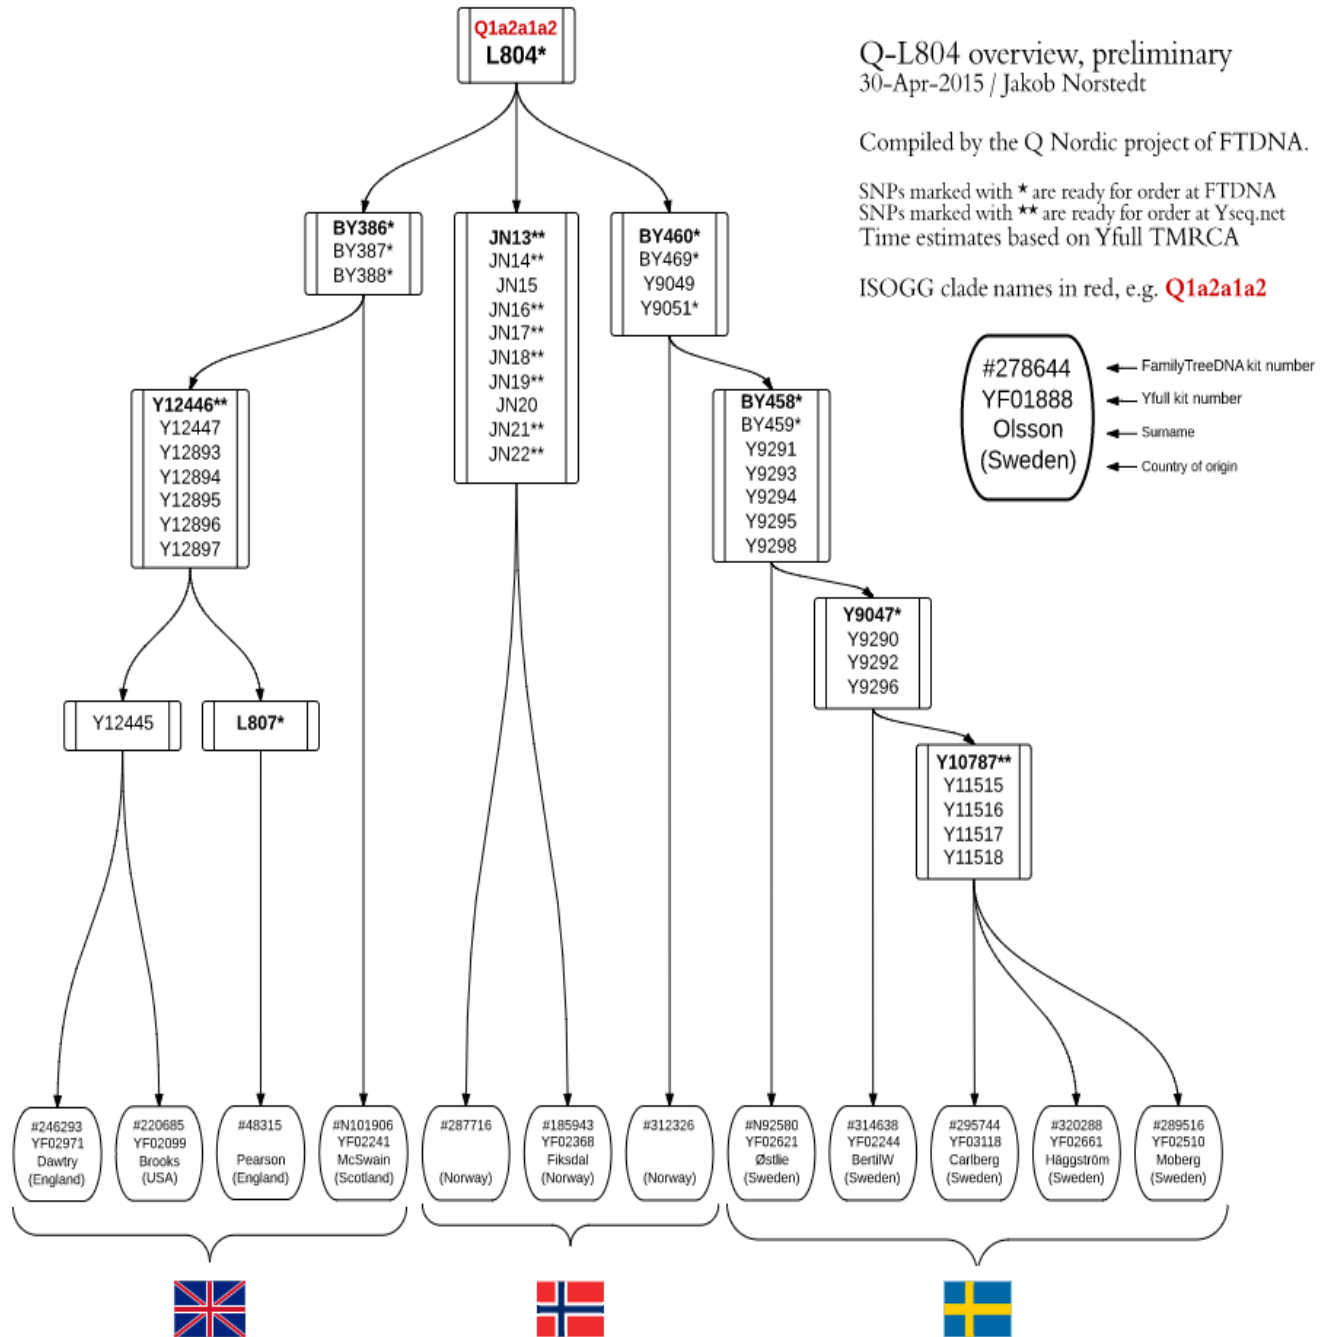 Q1a2a1a2
L804*
Q-L804 overview, preliminary
30-Apr-2015 / Jakob Norstedt
Compiled by the Q Nordic project of FTDNA.
SNPs marked with * are ready for order at FTDNA
SNPs marked with ** are ready for order at Yseq.net
Time estimates based on Yfull TMRCA
ISOGG clade names in red, e.g. Q1a2a1a2
#278644
YF01888
Olsson
(Sweden)
FamilyTreeDNA kit number
Yfull kit number
Surname
Country of origin
BY386*
BY387*
BY388*
JN13**
JN14**
JN15
JN16**
JN17**
JN18**
JN19**
JN20
JN21**
JN22**
BY460*
BY469*
Y9049
Y9051*
Y12446**
Y12447
Y12893
Y12894
Y12895
Y12896
Y12897
BY458*
BY459*
Y9291
Y9293
Y9294
Y9295
Y9298
Y9047*
Y9290
Y9292
Y9296
Y12445
L807*
Y10787**
Y11515
Y11516
Y11517
Y11518
#246293
YF02971
Dawtry
(England)
#220685
YF02099
Brooks
(USA)
#48315
Pearson
(England)
#N101906
YF02241
McSwain
(Scotland)
#287716
(Norway)
#185943
YF02368
Fiksdal
(Norway)
#312326
(Norway)
#N92580
YF02621
Østlie
(Sweden)
#314638
YF02244
BertilW
(Sweden)
#295744
YF03118
Carlberg
(Sweden)
#320288
YF02661
Häggström
(Sweden)
#289516
YF02510
Moberg
(Sweden)